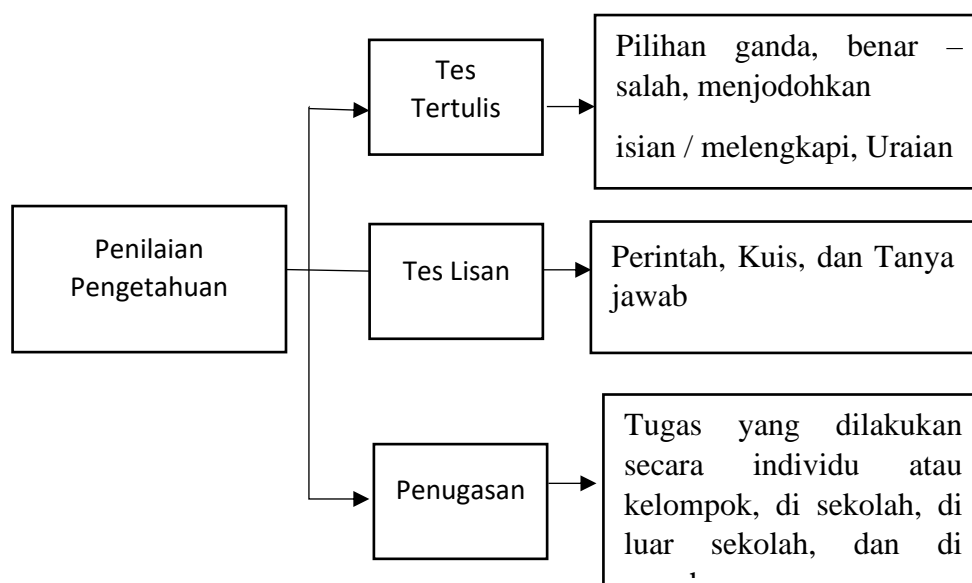 Penilaian
Pengetahuan
Tes
Tertulis
Pilihan ganda, benar –
salah, menjodohkan
isian / melengkapi, Uraian
Tes Lisan
Perintah, Kuis, dan Tanya
jawab
Penugasan
Tugas yang dilakukan
secara individu atau
kelompok, di sekolah, di
luar sekolah, dan di